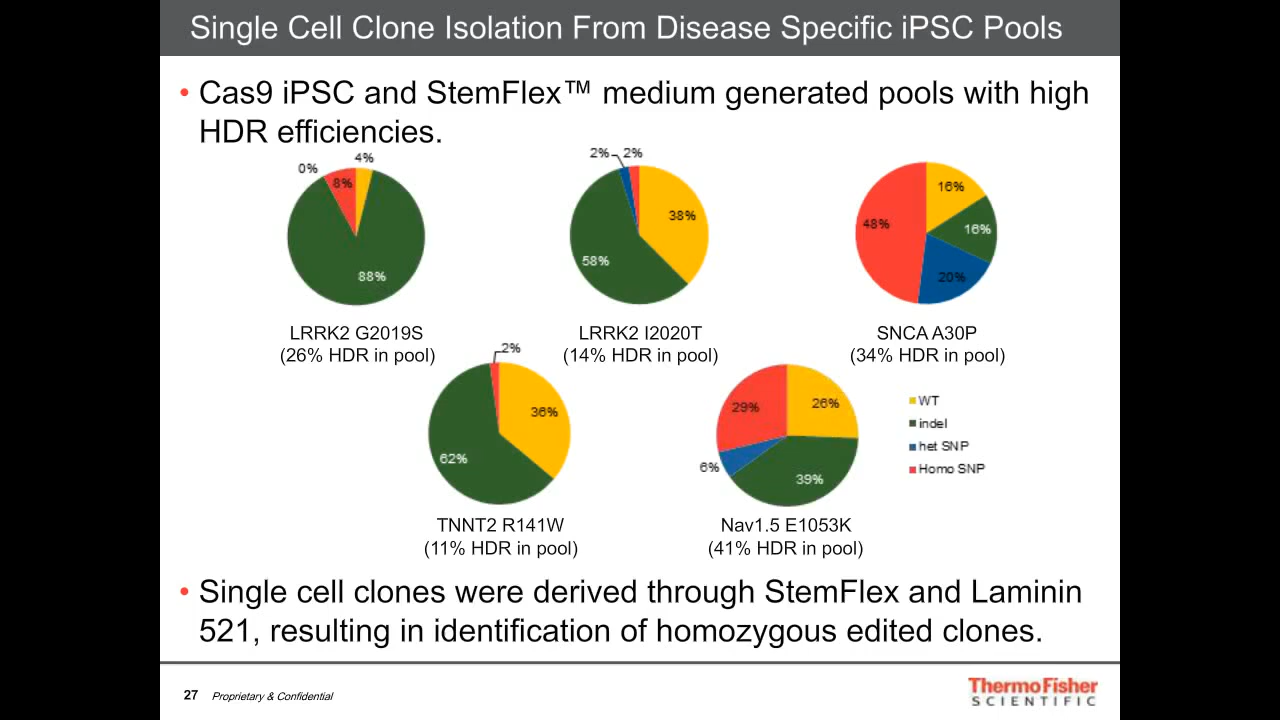 Single Cell Clone Isolation From Disease Specific iPSC Pools
• Cas9 iPSC and StemFlex™ medium generated pools with high
HDR efficiencies.
0%
4%
8%
88%
LRRK2 G2019S
(26% HDR in pool)
2%
2%
38%
58%
LRRK2 I2020T
(14% HDR in pool)
16%
48%
16%
20%
SNCA A30P
(34% HDR in pool)
2%
36%
62%
TNNT2 R141W
(11% HDR in pool)
29%
26%
6%
39%
Nav1.5 E1053K
(41% HDR in pool)
WT
indel
het SNP
Homo SNP
• Single cell clones were derived through StemFlex and Laminin
521, resulting in identification of homozygous edited clones.
27 Proprietary & Confidential
ThermoFisher
SCIENTIFIC